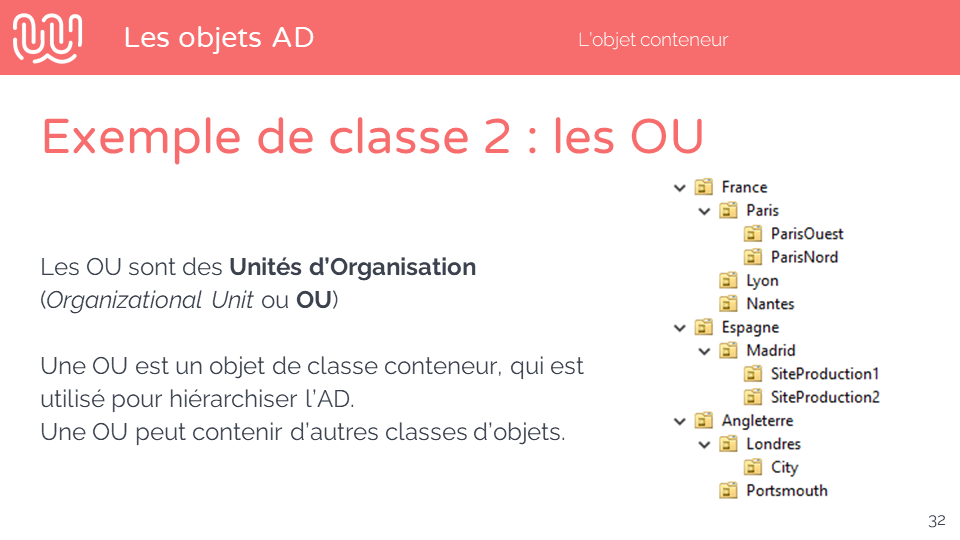 Les objets AD
L'objet conteneur
Exemple de classe 2 : les OU
Les OU sont des Unités d'Organisation
(Organizational Unit ou OU)
Une OU est un objet de classe conteneur, qui est
utilisé pour hiérarchiser l'AD.
Une OU peut contenir d'autres classes d'objets.
France
Paris
ParisOuest
ParisNord
Lyon
Nantes
Espagne
Madrid
SiteProduction1
SiteProduction2
Angleterre
Londres
City
Portsmouth
32